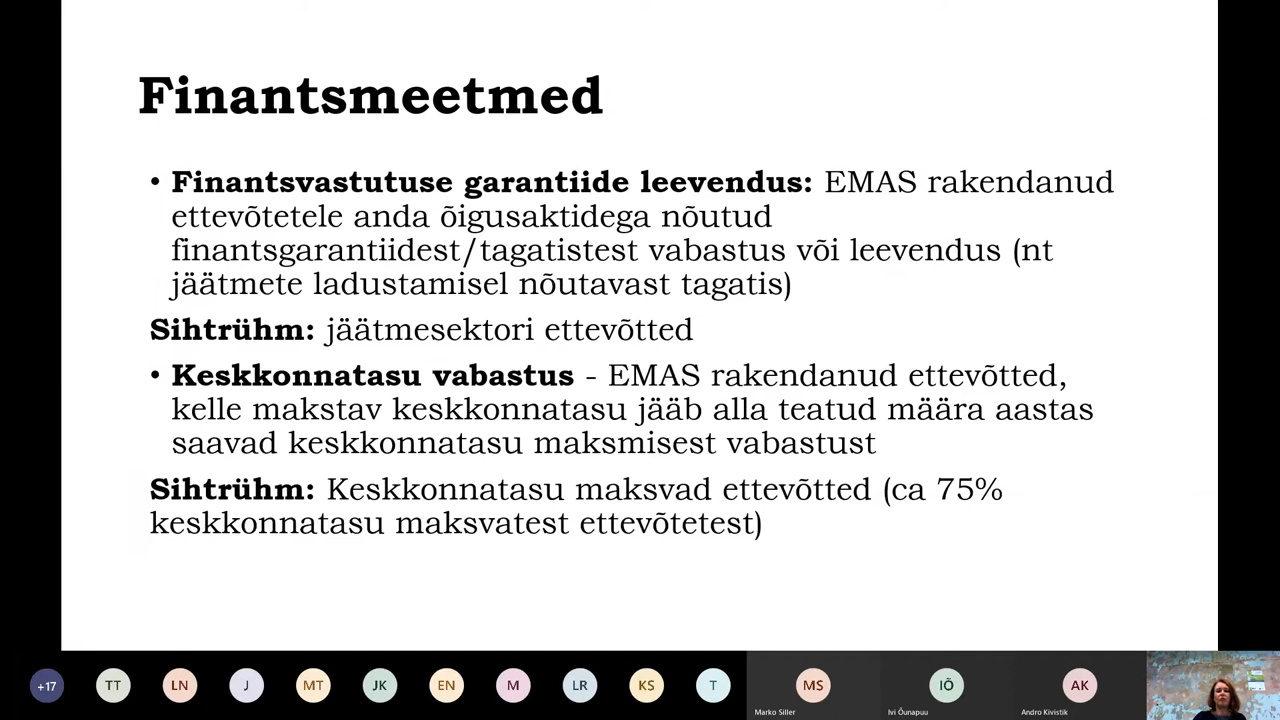 Finantsmeetmed
• Finantsvastutuse garantiide leevendus: EMAS rakendanud
ettevõtetele anda õigusaktidega nõutud
finantsgarantiidest/tagatistest vabastus või leevendus (nt
jäätmete ladustamisel nõutavast tagatis)
Sihtrühm: jäätmesektori ettevõtted
• Keskkonnatasu vabastus - EMAS rakendanud ettevõtted,
kelle makstav keskkonnatasu jääb alla teatud määra aastas
saavad keskkonnatasu maksmisest vabastust
Sihtrühm: Keskkonnatasu maksvad ettevõtted (ca 75%
keskkonnatasu maksvatest ettevõtetest)
+17 TT LN J MT JK EN M LR KS T MS IÕ AK
Marko Siller Ivi Õunapuu Andro Kivistik